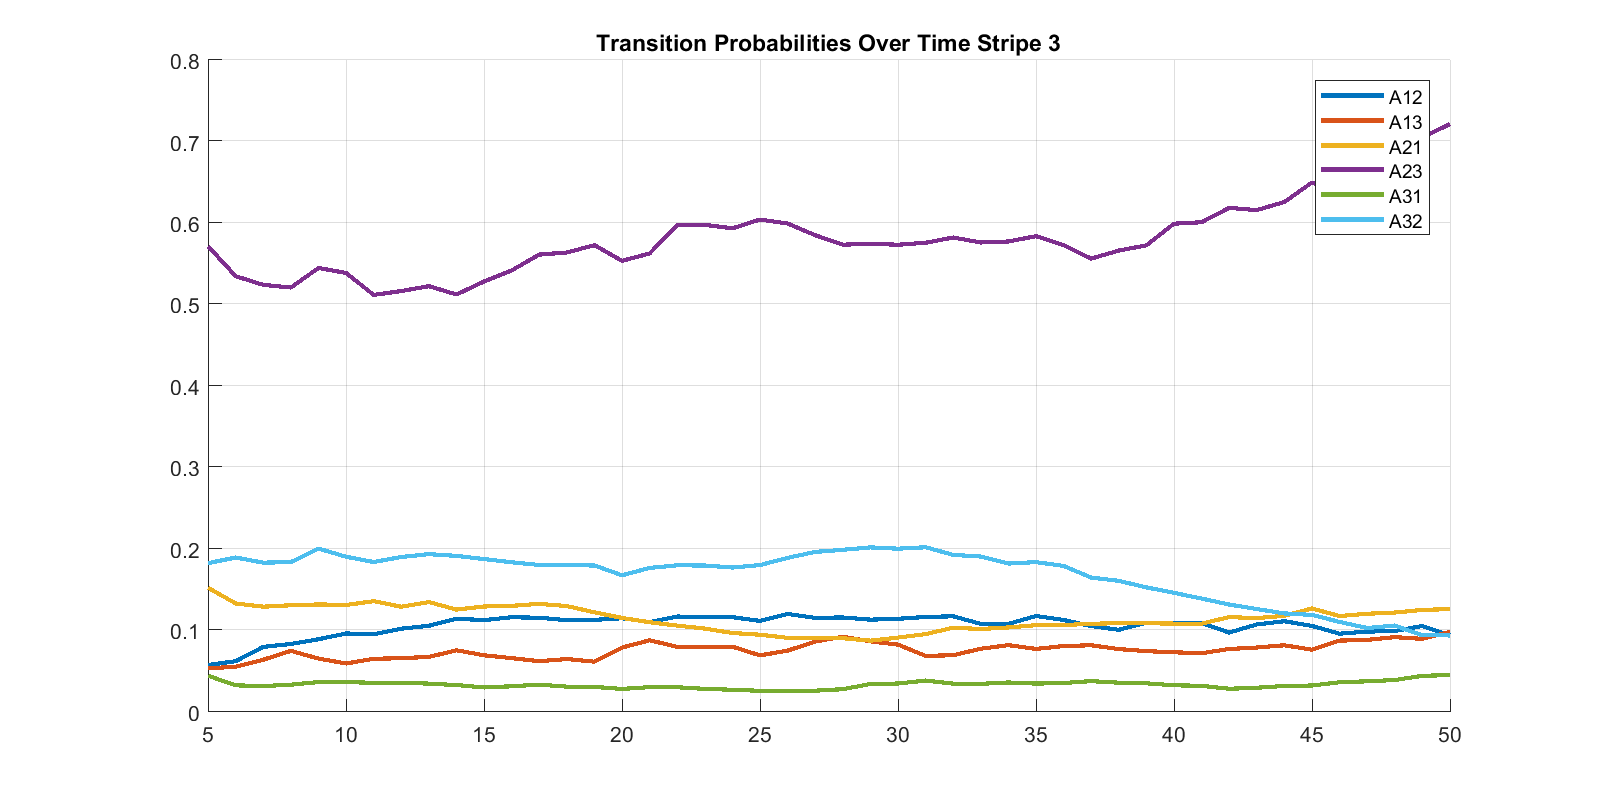 Transition Probabilities Over Time Stripe 3
0.8
0.7
0.6
0.5
0.4
0.3
0.2
0.1
0
5 10 15 20 25 30 35 40 45 50
A12
A13
A21
A23
A31
A32